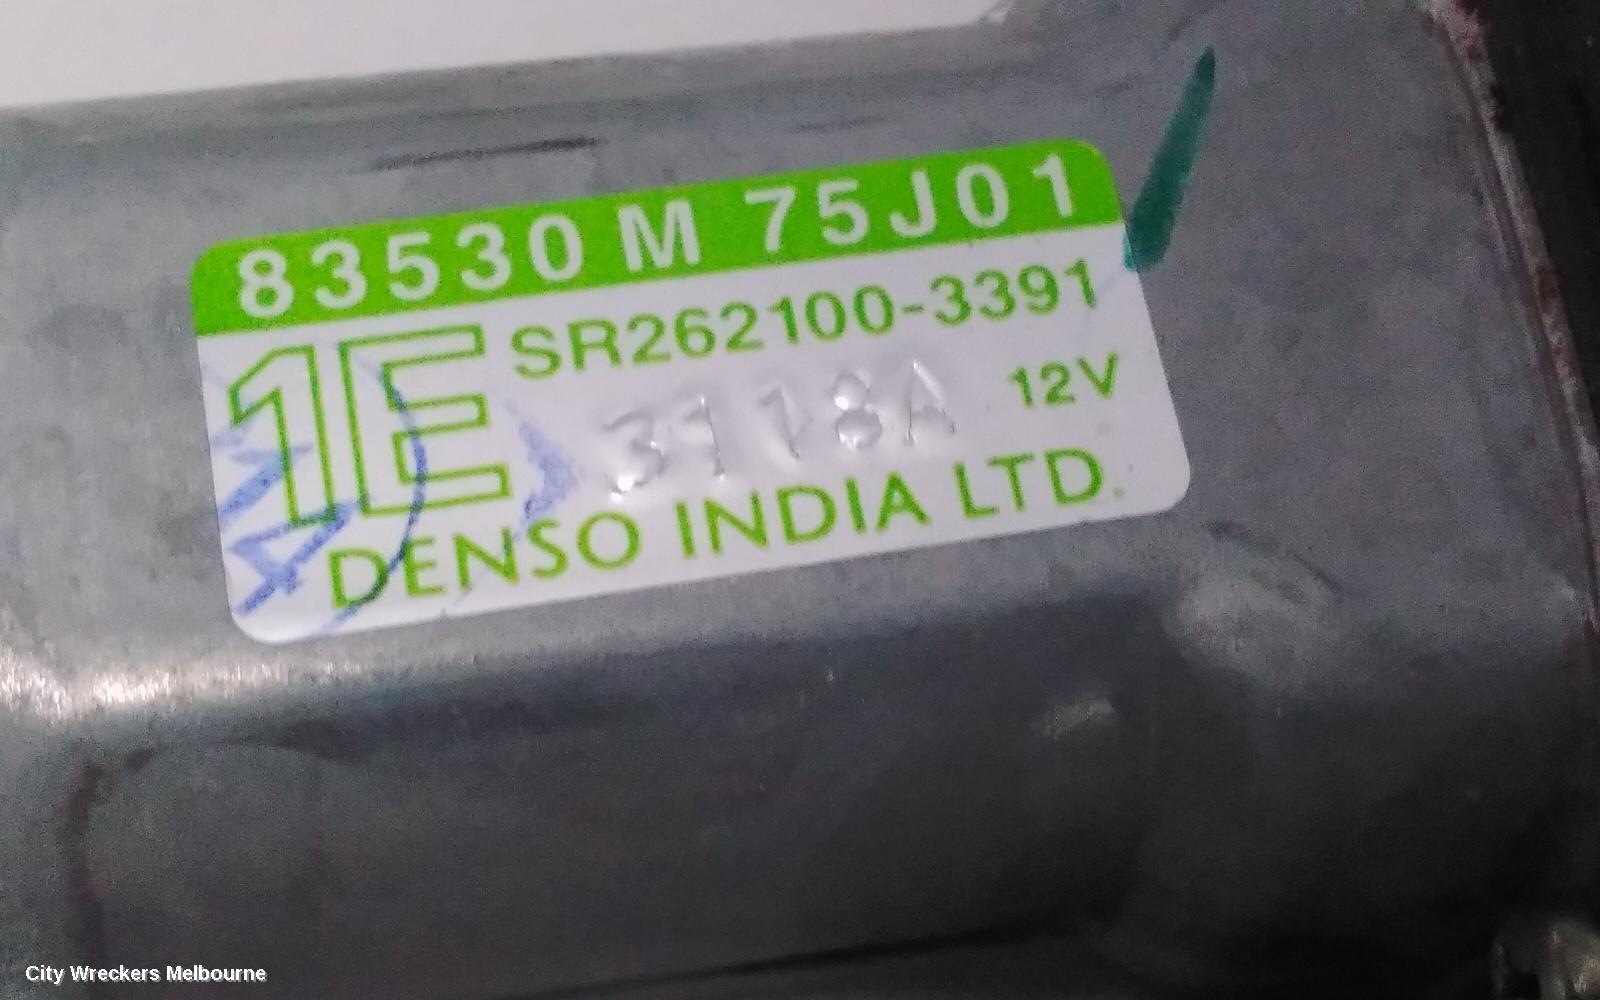 83530 M 75J01
1E SR262100-3391
3118A 12V
DENSO INDIA LTD.
City Wreckers Melbourne